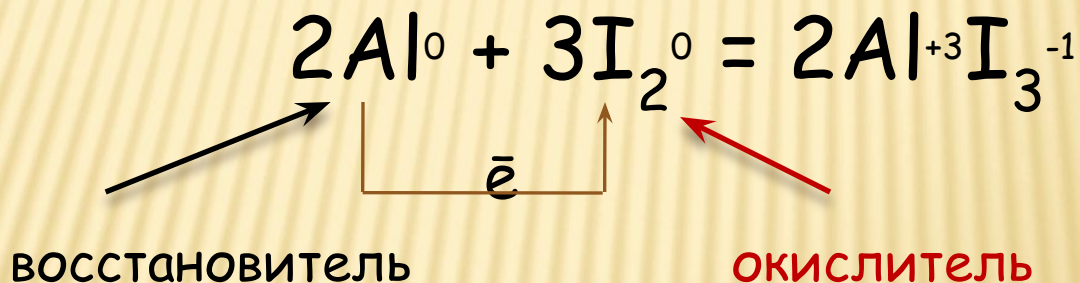 2Al⁰ + 3I₂⁰ = 2Al⁺³I₃⁻¹
ē
восстановитель окислитель